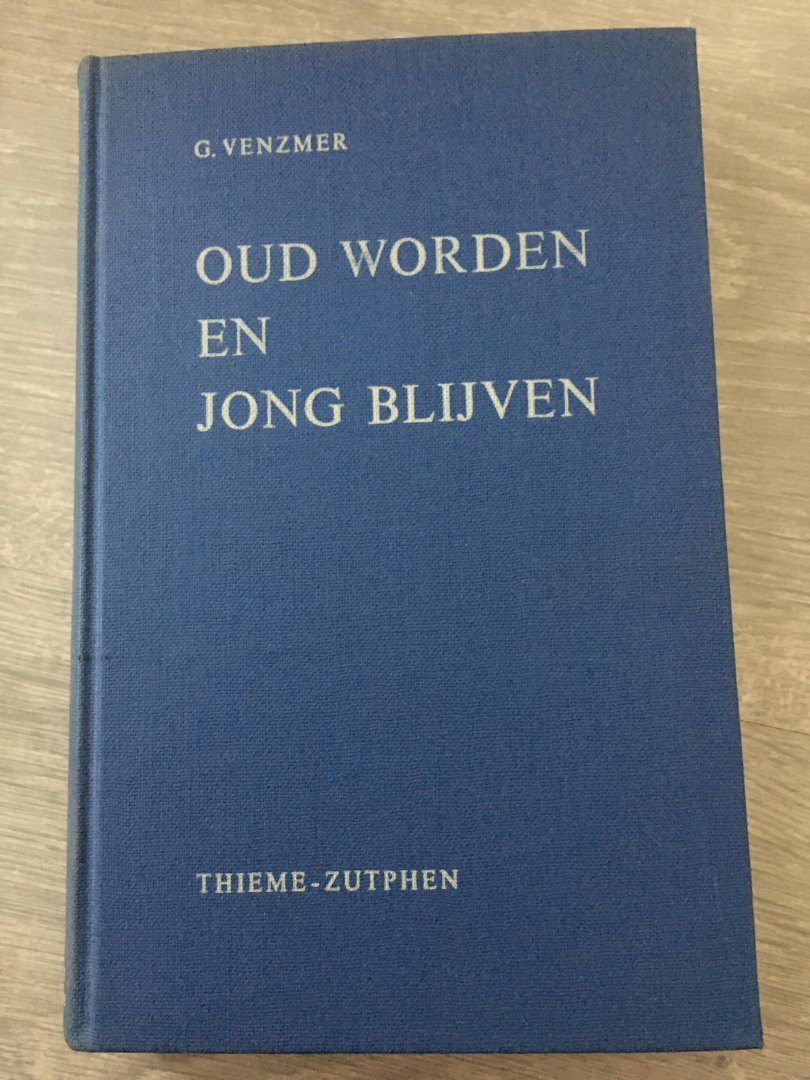 G. VENZMER
OUD WORDEN
EN
JONG BLIJVEN
THIEME-ZUTPHEN